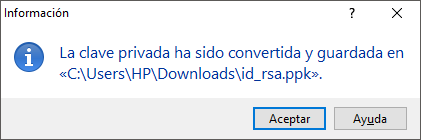 Información
La clave privada ha sido convertida y guardada en
«C:\Users\HP\Downloads\id_rsa.ppk».
Aceptar
Ayuda